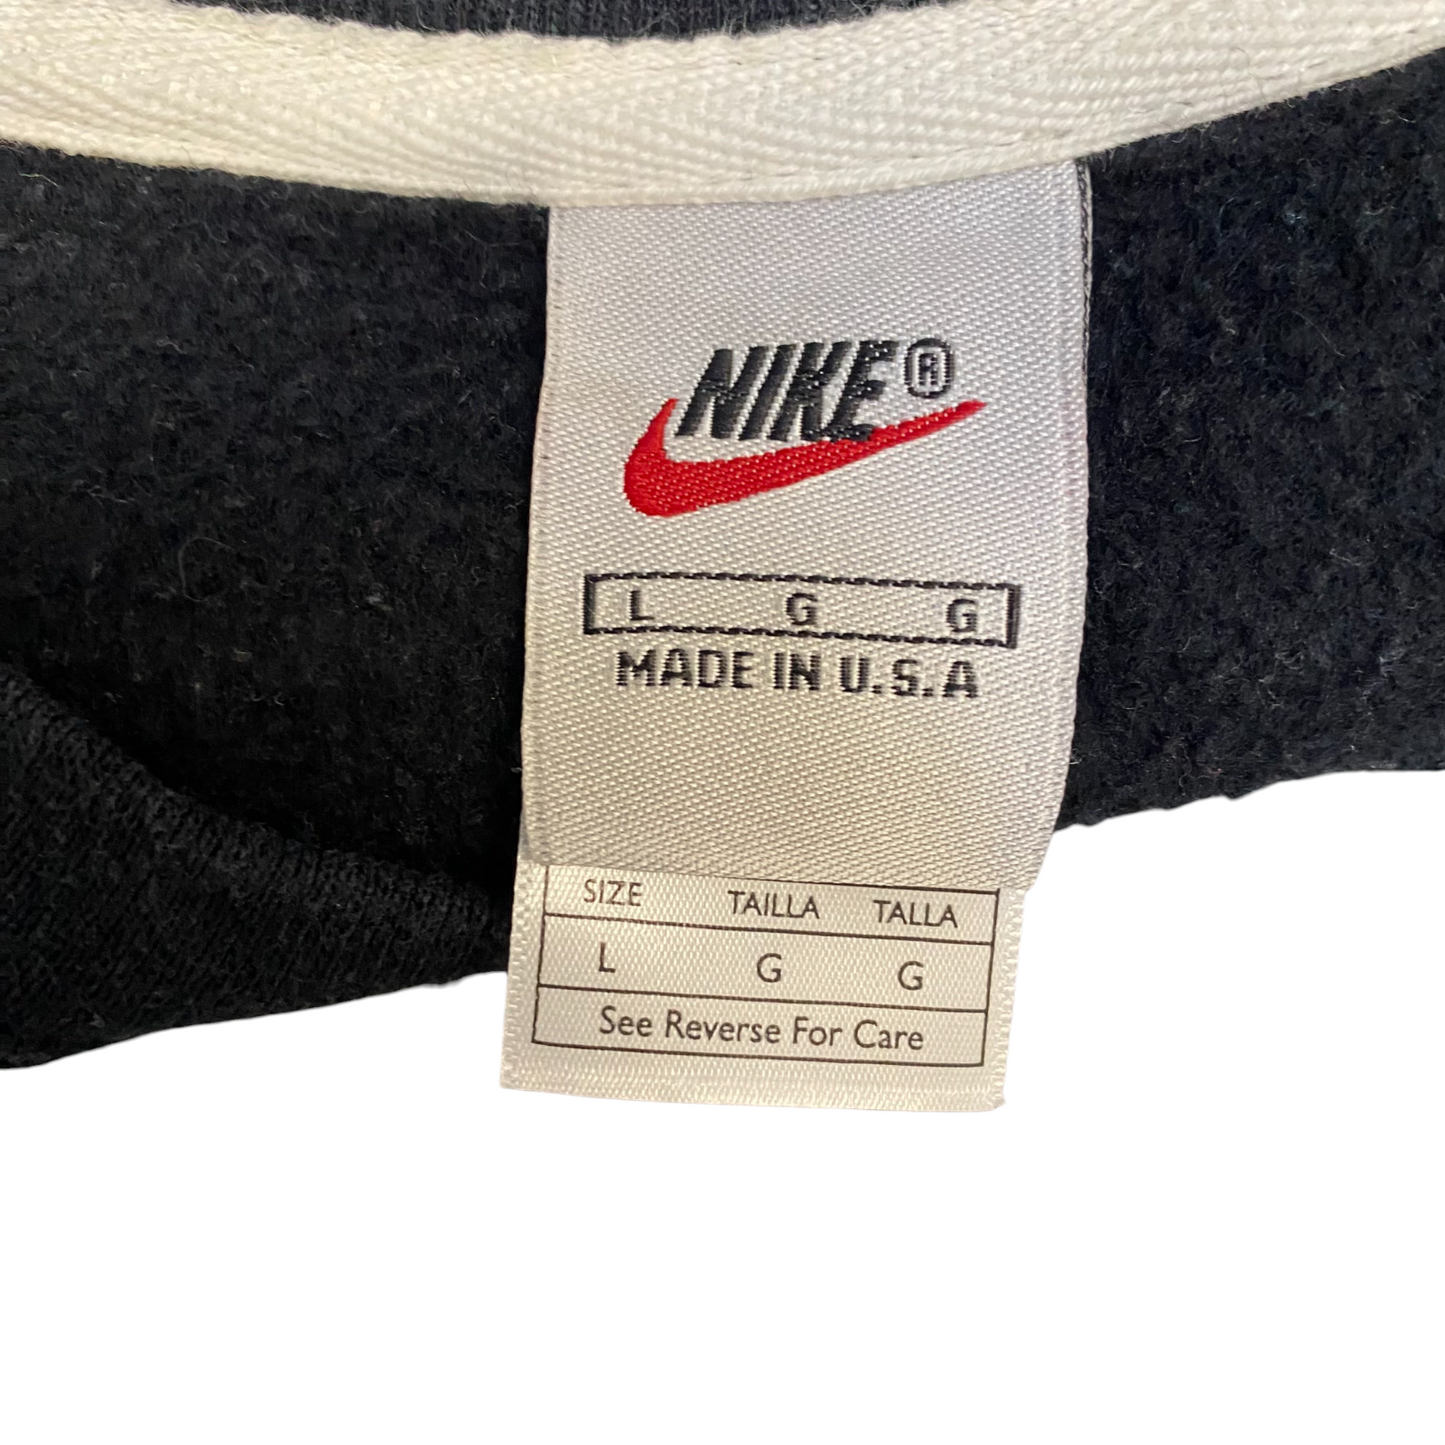 NIKE®
L G G
MADE IN U.S.A
SIZE TAILLA TALLA
L G G
See Reverse For Care